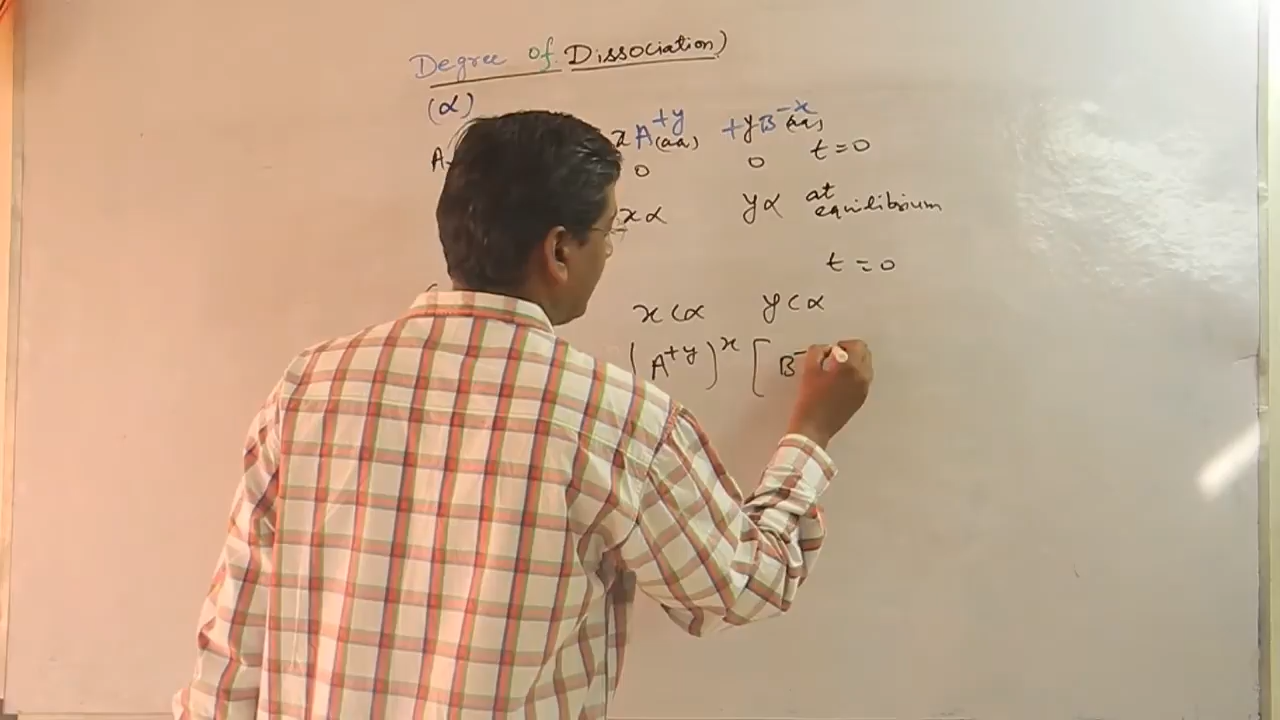 Degree of Dissociation)
(α)
A x A⁺ʸ(aq) + y B⁻ˣ(aq)
0 0 t = 0
xα yα at equilibrium
t = 0
xCα yCα
(A⁺ʸ)ˣ [B⁻